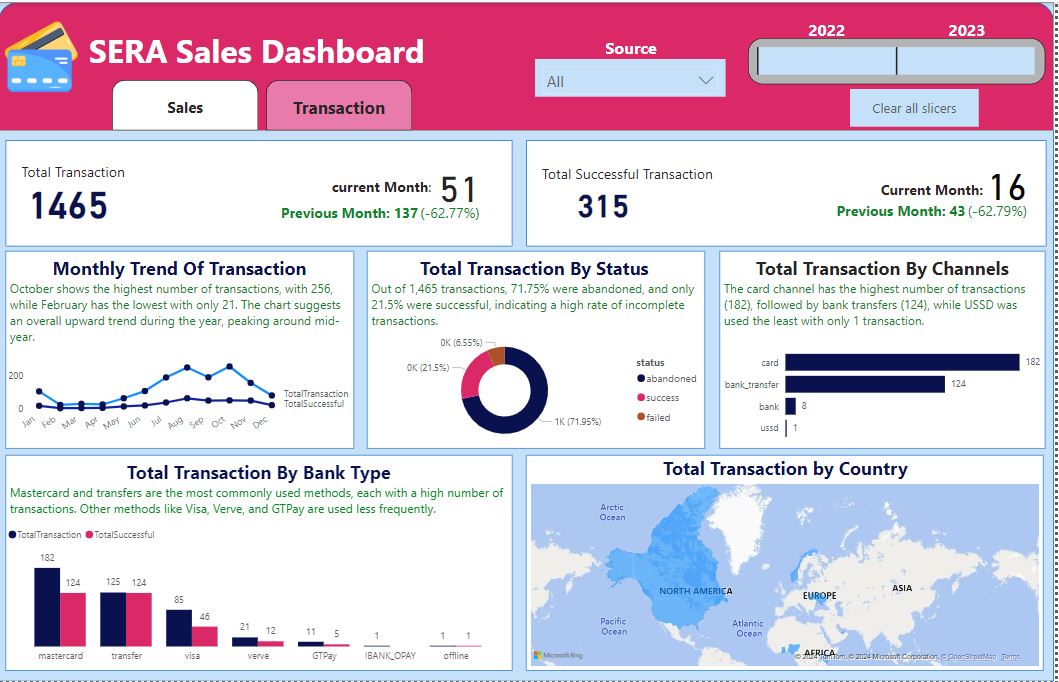 SERA Sales Dashboard
Sales
Transaction
Source
All
2022
2023
Clear all slicers
Total Transaction
1465
current Month: 51
Previous Month: 137 (-62.77%)
Total Successful Transaction
315
Current Month: 16
Previous Month: 43 (-62.79%)
Monthly Trend Of Transaction
October shows the highest number of transactions, with 256,
while February has the lowest with only 21. The chart suggests
an overall upward trend during the year, peaking around mid-
year.
200
0
TotalTransaction
TotalSuccessful
Jan Feb Mar Apr May Jun Jul Aug Sep Oct Nov Dec
Total Transaction By Status
Out of 1,465 transactions, 71.75% were abandoned, and only
21.5% were successful, indicating a high rate of incomplete
transactions.
0K (6.55%)
0K (21.5%)
1K (71.95%)
status
abandoned
success
failed
Total Transaction By Channels
The card channel has the highest number of transactions
(182), followed by bank transfers (124), while USSD was
used the least with only 1 transaction.
card 182
bank_transfer 124
bank 8
ussd 1
Total Transaction By Bank Type
Mastercard and transfers are the most commonly used methods, each with a high number of
transactions. Other methods like Visa, Verve, and GTPay are used less frequently.
TotalTransaction TotalSuccessful
182 124 125 124 85 46 21 12 11 5 1 1 1
mastercard transfer visa verve GTPay IBANK_OPAY offline
Total Transaction by Country
Arctic
Ocean
NORTH AMERICA
EUROPE
ASIA
Pacific
Ocean
Atlantic
Ocean
AFRICA
Microsoft Bing
© 2024 TomTom, © 2024 Microsoft Corporation, © OpenStreetMap Terms